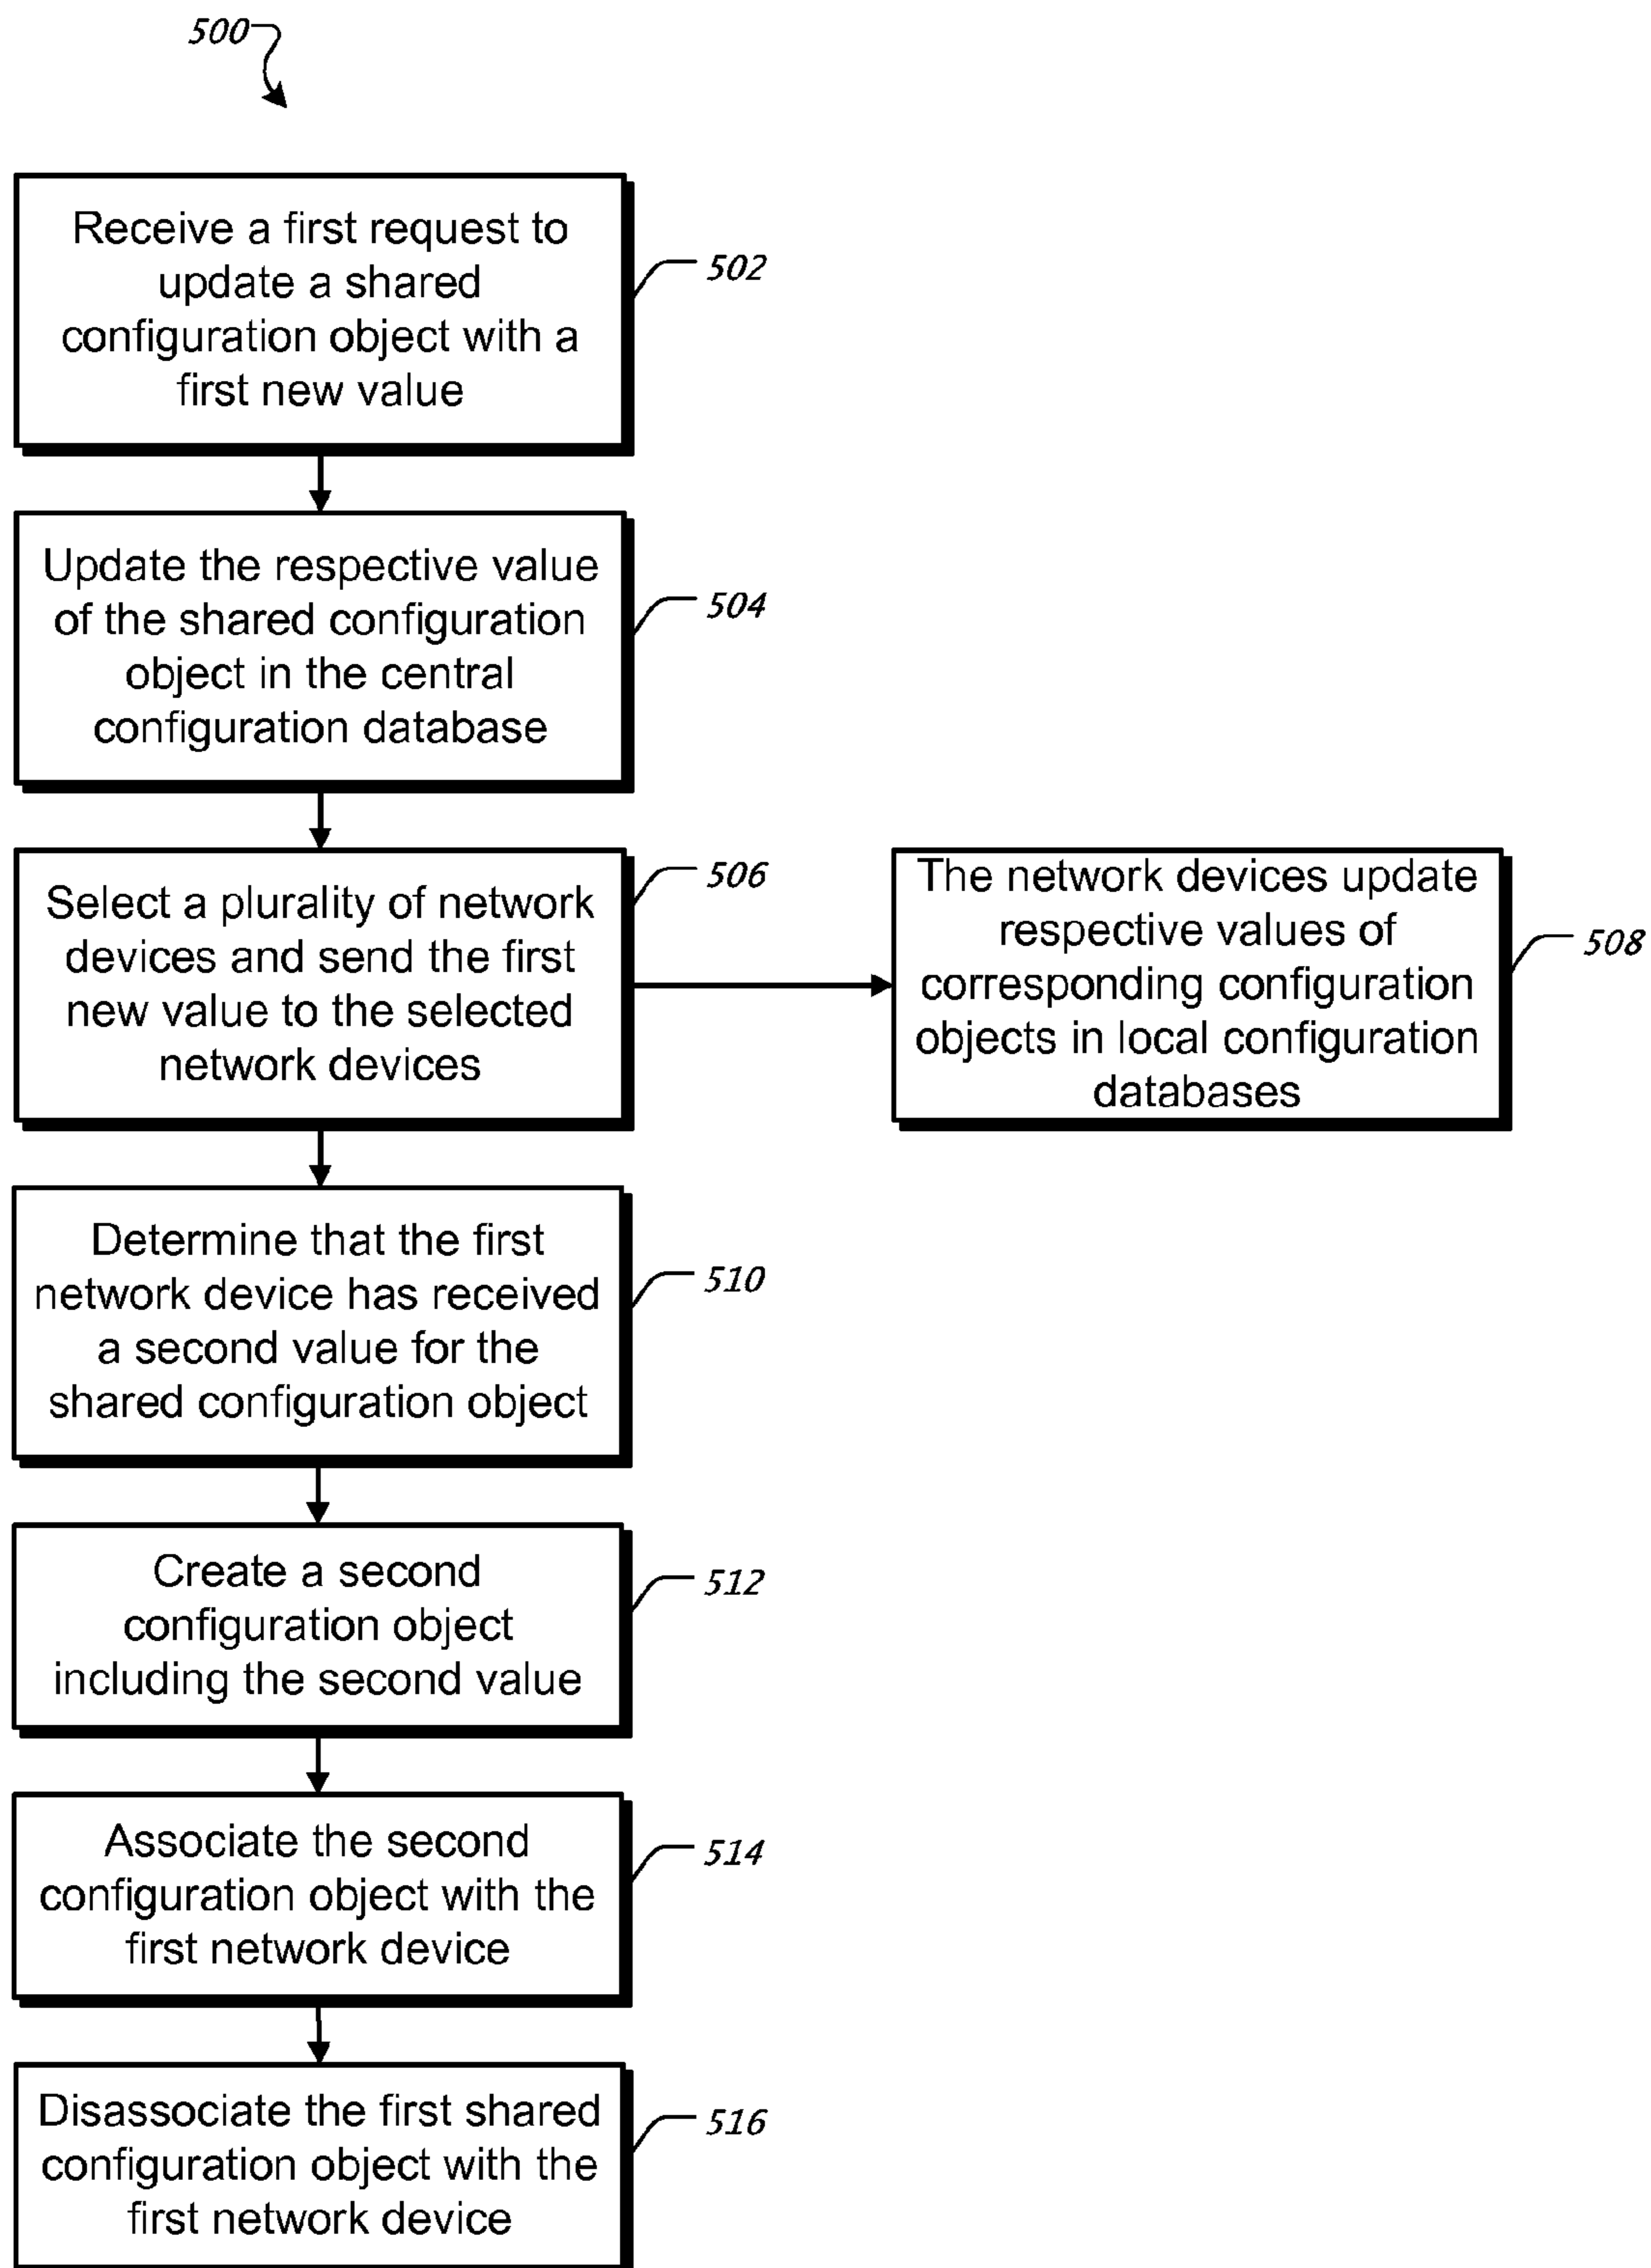 500
Receive a first request to
update a shared
configuration object with a
first new value
502
Update the respective value
of the shared configuration
object in the central
configuration database
504
Select a plurality of network
devices and send the first
new value to the selected
network devices
506
The network devices update
respective values of
corresponding configuration
objects in local configuration
databases
508
Determine that the first
network device has received
a second value for the
shared configuration object
510
Create a second
configuration object
including the second value
512
Associate the second
configuration object with the
first network device
514
Disassociate the first shared
configuration object with the
first network device
516